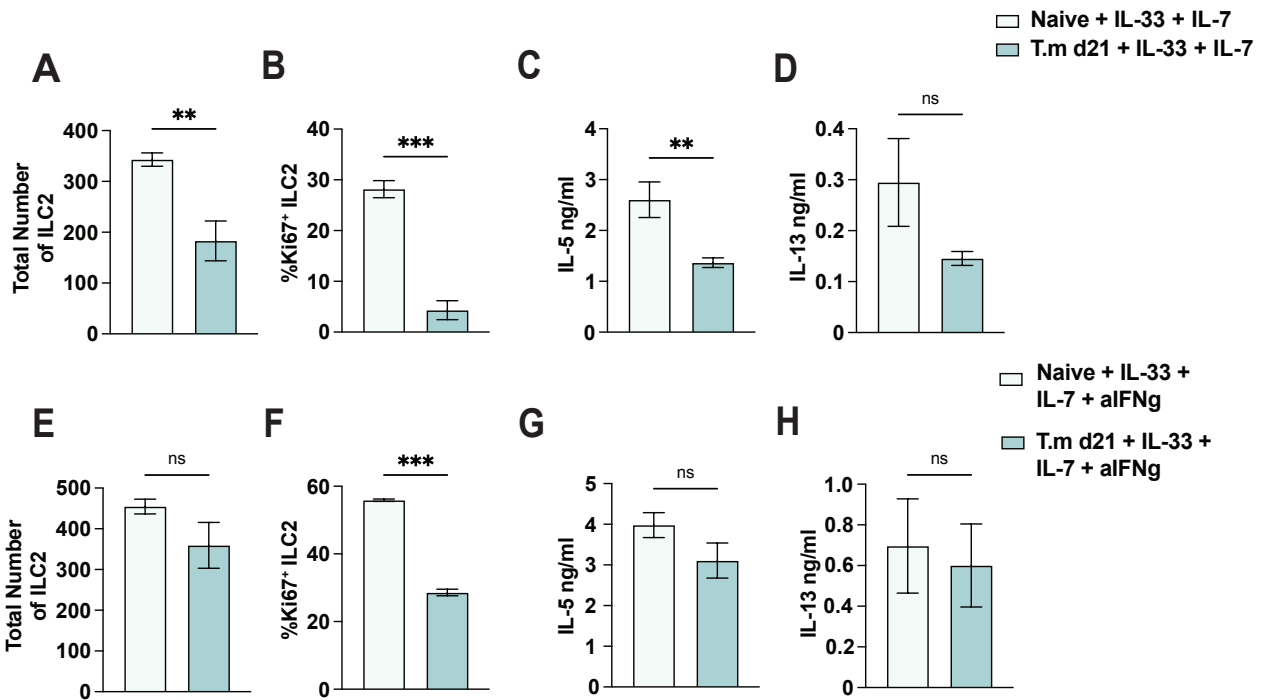 Naive + IL-33 + IL-7
T.m d21 + IL-33 + IL-7
A
B
C
D
**
400
300
200
100
0
Total Number
of ILC2
***
40
30
20
10
0
%Ki67⁺ ILC2
**
4
3
2
1
0
IL-5 ng/ml
ns
0.4
0.3
0.2
0.1
0
IL-13 ng/ml
Naive + IL-33 +
IL-7 + aIFNg
T.m d21 + IL-33 +
IL-7 + aIFNg
E
F
G
H
ns
500
400
300
200
100
0
Total Number
of ILC2
***
60
40
20
0
%Ki67⁺ ILC2
ns
5
4
3
2
1
0
IL-5 ng/ml
ns
1.0
0.8
0.6
0.4
0.2
0
IL-13 ng/ml